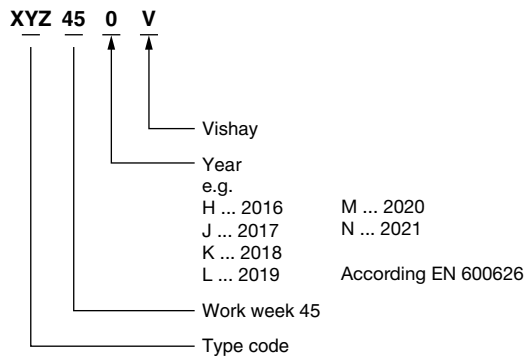 XYZ 45 0 V
Vishay
Year
e.g.
H ... 2016 M ... 2020
J ... 2017 N ... 2021
K ... 2018
L ... 2019 According EN 600626
Work week 45
Type code